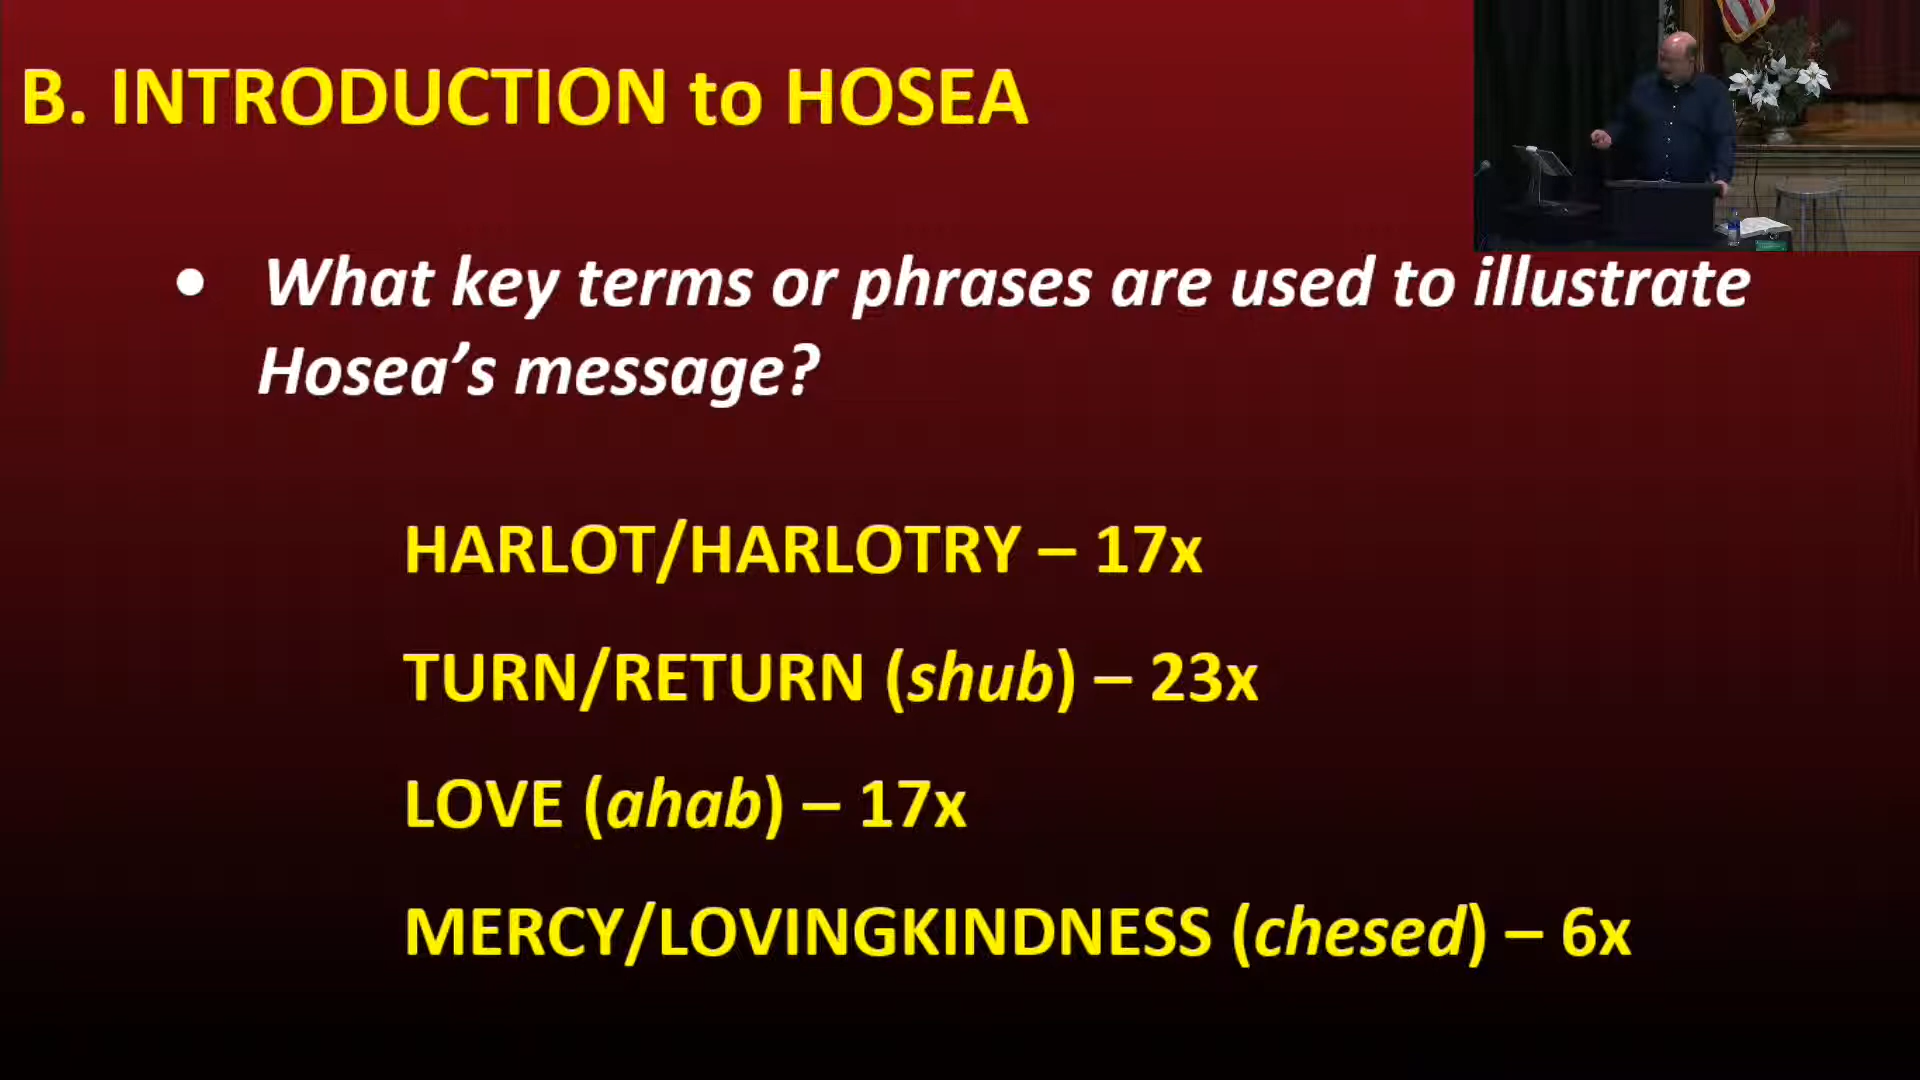 B. INTRODUCTION to HOSEA
• What key terms or phrases are used to illustrate
Hosea’s message?
HARLOT/HARLOTRY – 17x
TURN/RETURN (shub) – 23x
LOVE (ahab) – 17x
MERCY/LOVINGKINDNESS (chesed) – 6x